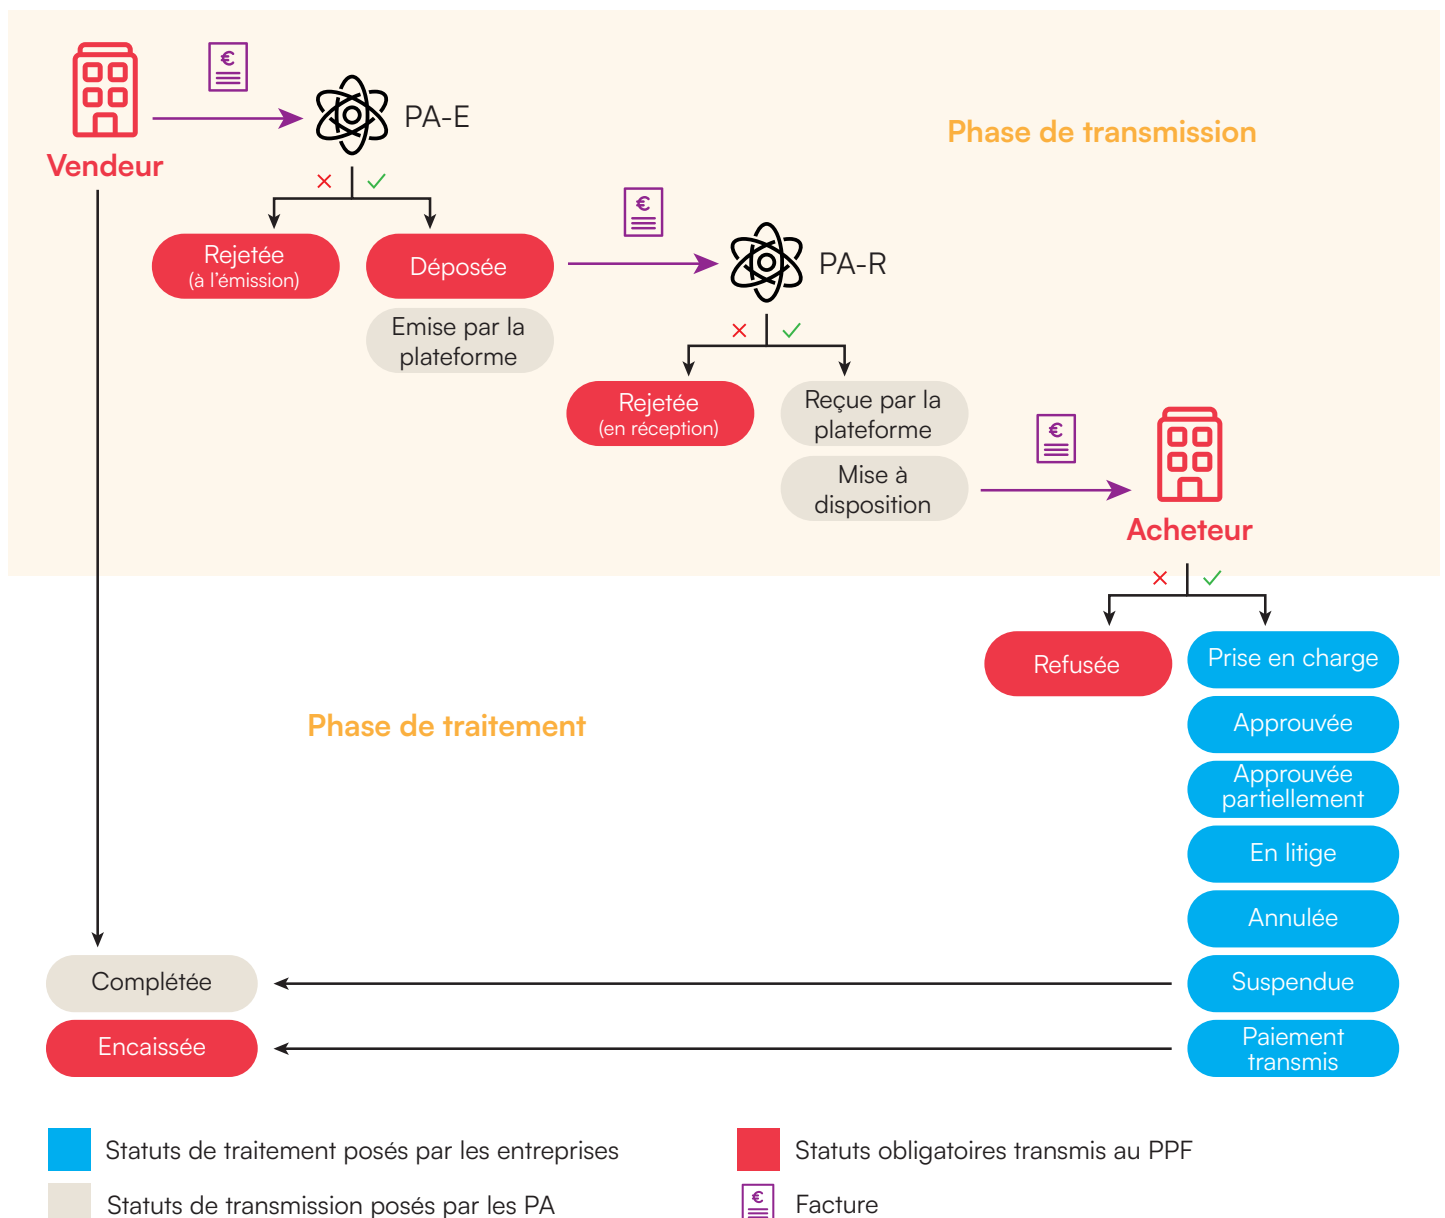 €
PA-E
Vendeur
Phase de transmission
Rejetée
(à l'émission)
Déposée
€
PA-R
Emise par la
plateforme
Rejetée
(en réception)
Reçue par la
plateforme
€
Mise à
disposition
Acheteur
Refusée
Prise en charge
Phase de traitement
Approuvée
Approuvée
partiellement
En litige
Annulée
Complétée
Suspendue
Encaissée
Paiement
transmis
Statuts de traitement posés par les entreprises
Statuts obligatoires transmis au PPF
Statuts de transmission posés par les PA
€
Facture